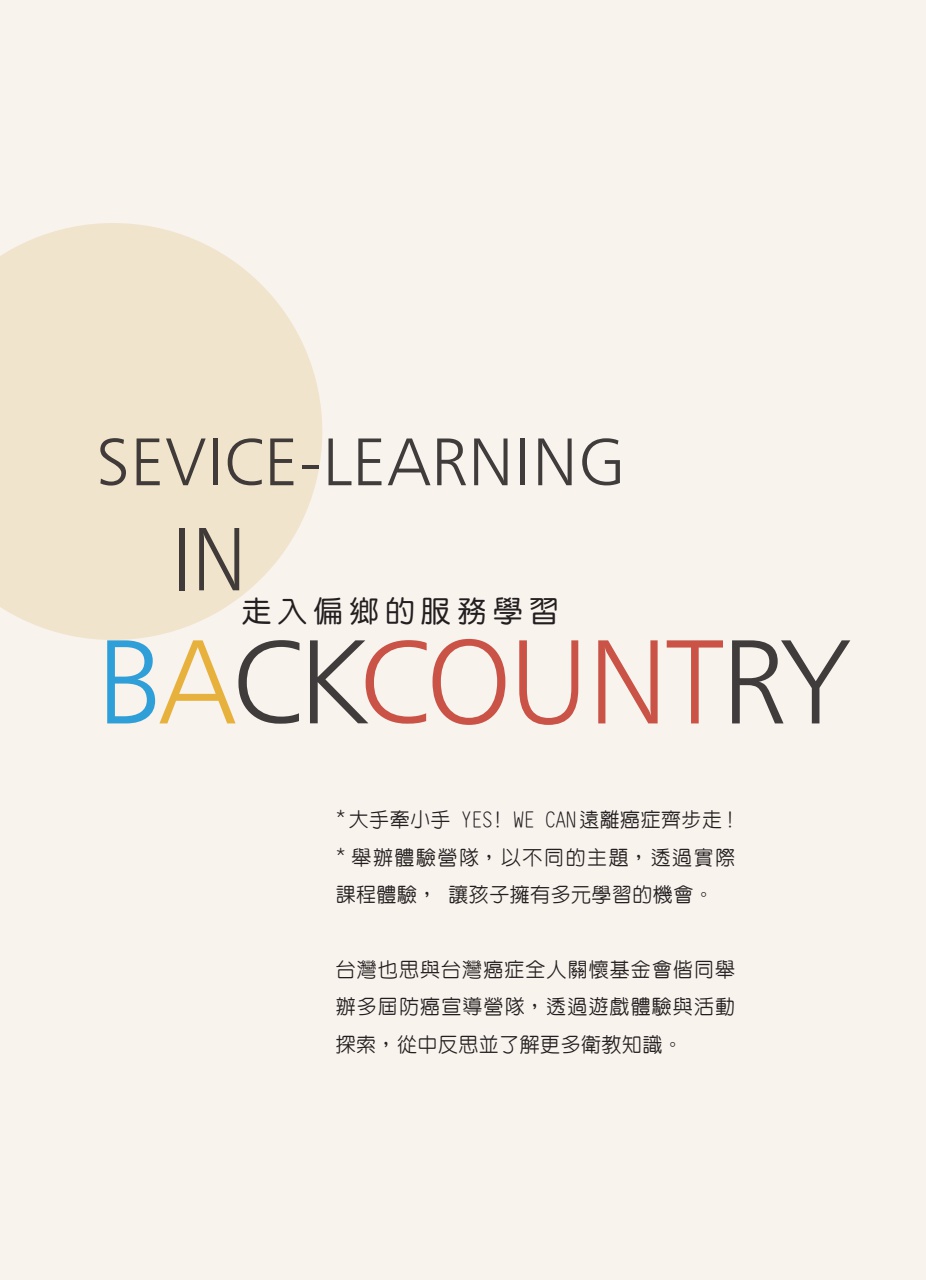 SEVICE-LEARNING
IN
走入偏鄉的服務學習
BACKCOUNTRY
*大手牽小手 YES! WE CAN遠離癌症齊步走！
*舉辦體驗營隊，以不同的主題，透過實際
課程體驗， 讓孩子擁有多元學習的機會。
台灣也思與台灣癌症全人關懷基金會偕同舉
辦多屆防癌宣導營隊，透過遊戲體驗與活動
探索，從中反思並了解更多衛教知識。